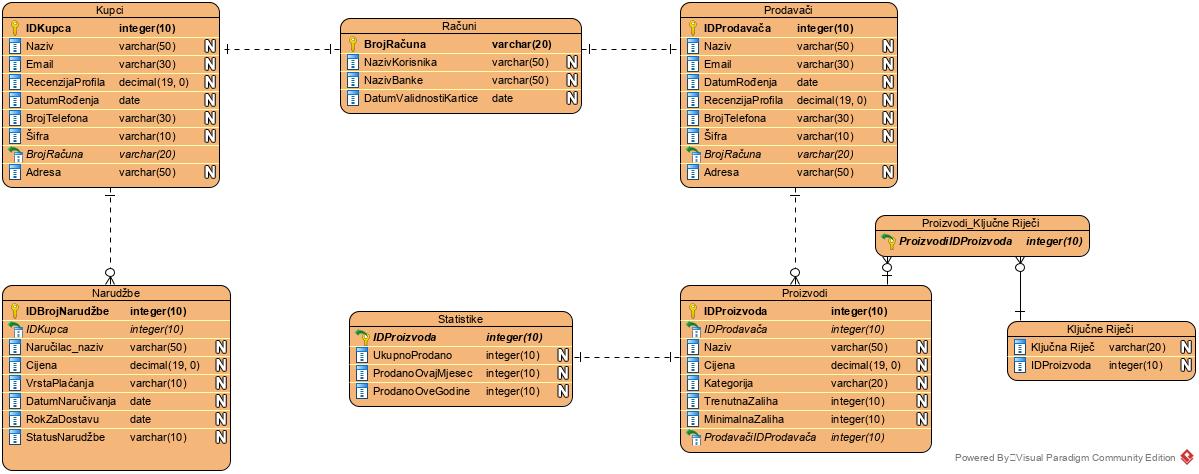 Kupci
IDKupca integer(10)
Naziv varchar(50) N
Email varchar(30) N
RecenzijaProfila decimal(19, 0) N
DatumRođenja date N
BrojTelefona varchar(30) N
Šifra varchar(10) N
BrojRačuna varchar(20)
Adresa varchar(50) N
Računi
BrojRačuna varchar(20)
NazivKorisnika varchar(50) N
NazivBanke varchar(50) N
DatumValidnostiKartice date N
Prodavači
IDProdavača integer(10)
Naziv varchar(50) N
Email varchar(30) N
DatumRođenja date N
RecenzijaProfila decimal(19, 0) N
BrojTelefona varchar(30) N
Šifra varchar(10) N
BrojRačuna varchar(20)
Adresa varchar(50) N
Proizvodi_Ključne Riječi
ProizvodiIDProizvoda integer(10)
Narudžbe
IDBrojNarudžbe integer(10)
IDKupca integer(10)
Naručilac_naziv varchar(50) N
Cijena decimal(19, 0) N
VrstaPlaćanja varchar(10) N
DatumNaručivanja date N
RokZaDostavu date N
StatusNarudžbe varchar(10) N
Statistike
IDProizvoda integer(10)
UkupnoProdano integer(10) N
ProdanoOvajMjesec integer(10) N
ProdanoOveGodine integer(10) N
Proizvodi
IDProizvoda integer(10)
IDProdavača integer(10)
Naziv varchar(50) N
Cijena decimal(19, 0) N
Kategorija varchar(20) N
TrenutnaZaliha integer(10) N
MinimalnaZaliha integer(10) N
ProdavačiIDProdavača integer(10)
Ključne Riječi
Ključna Riječ varchar(20) N
IDProizvoda integer(10) N
Powered By Visual Paradigm Community Edition